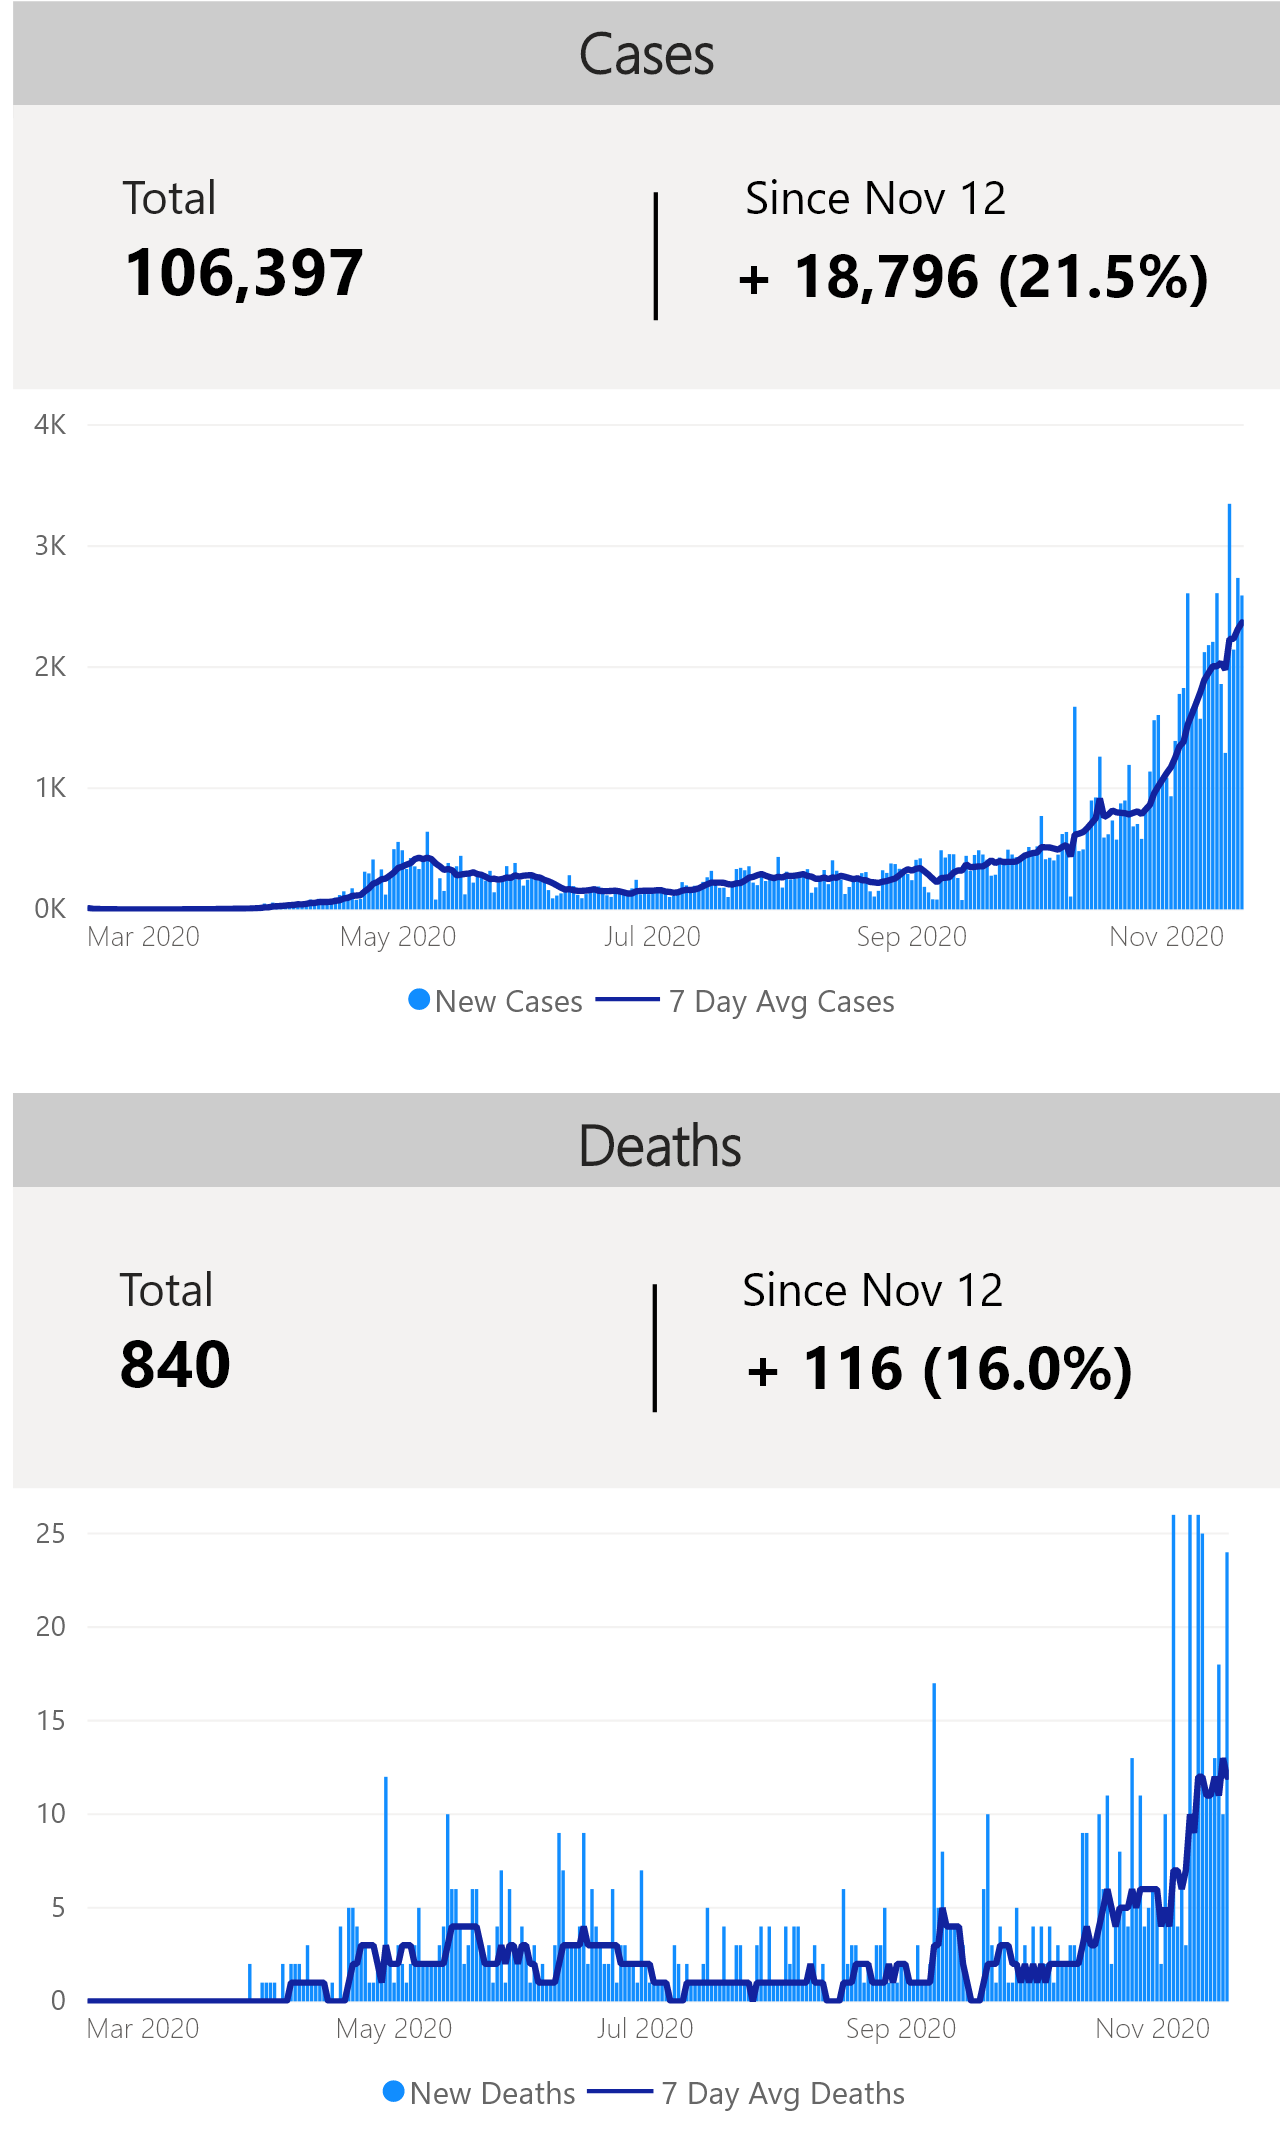 Cases
Total
Since Nov 12
106,397
+ 18,796 (21.5%)
4K
3K
2K
1K
0K
Mar 2020 May 2020 Jul 2020 Sep 2020 Nov 2020
New Cases 7 Day Avg Cases
Deaths
Total
Since Nov 12
840
+ 116 (16.0%)
25
20
15
10
5
0
Mar 2020 May 2020 Jul 2020 Sep 2020 Nov 2020
New Deaths 7 Day Avg Deaths